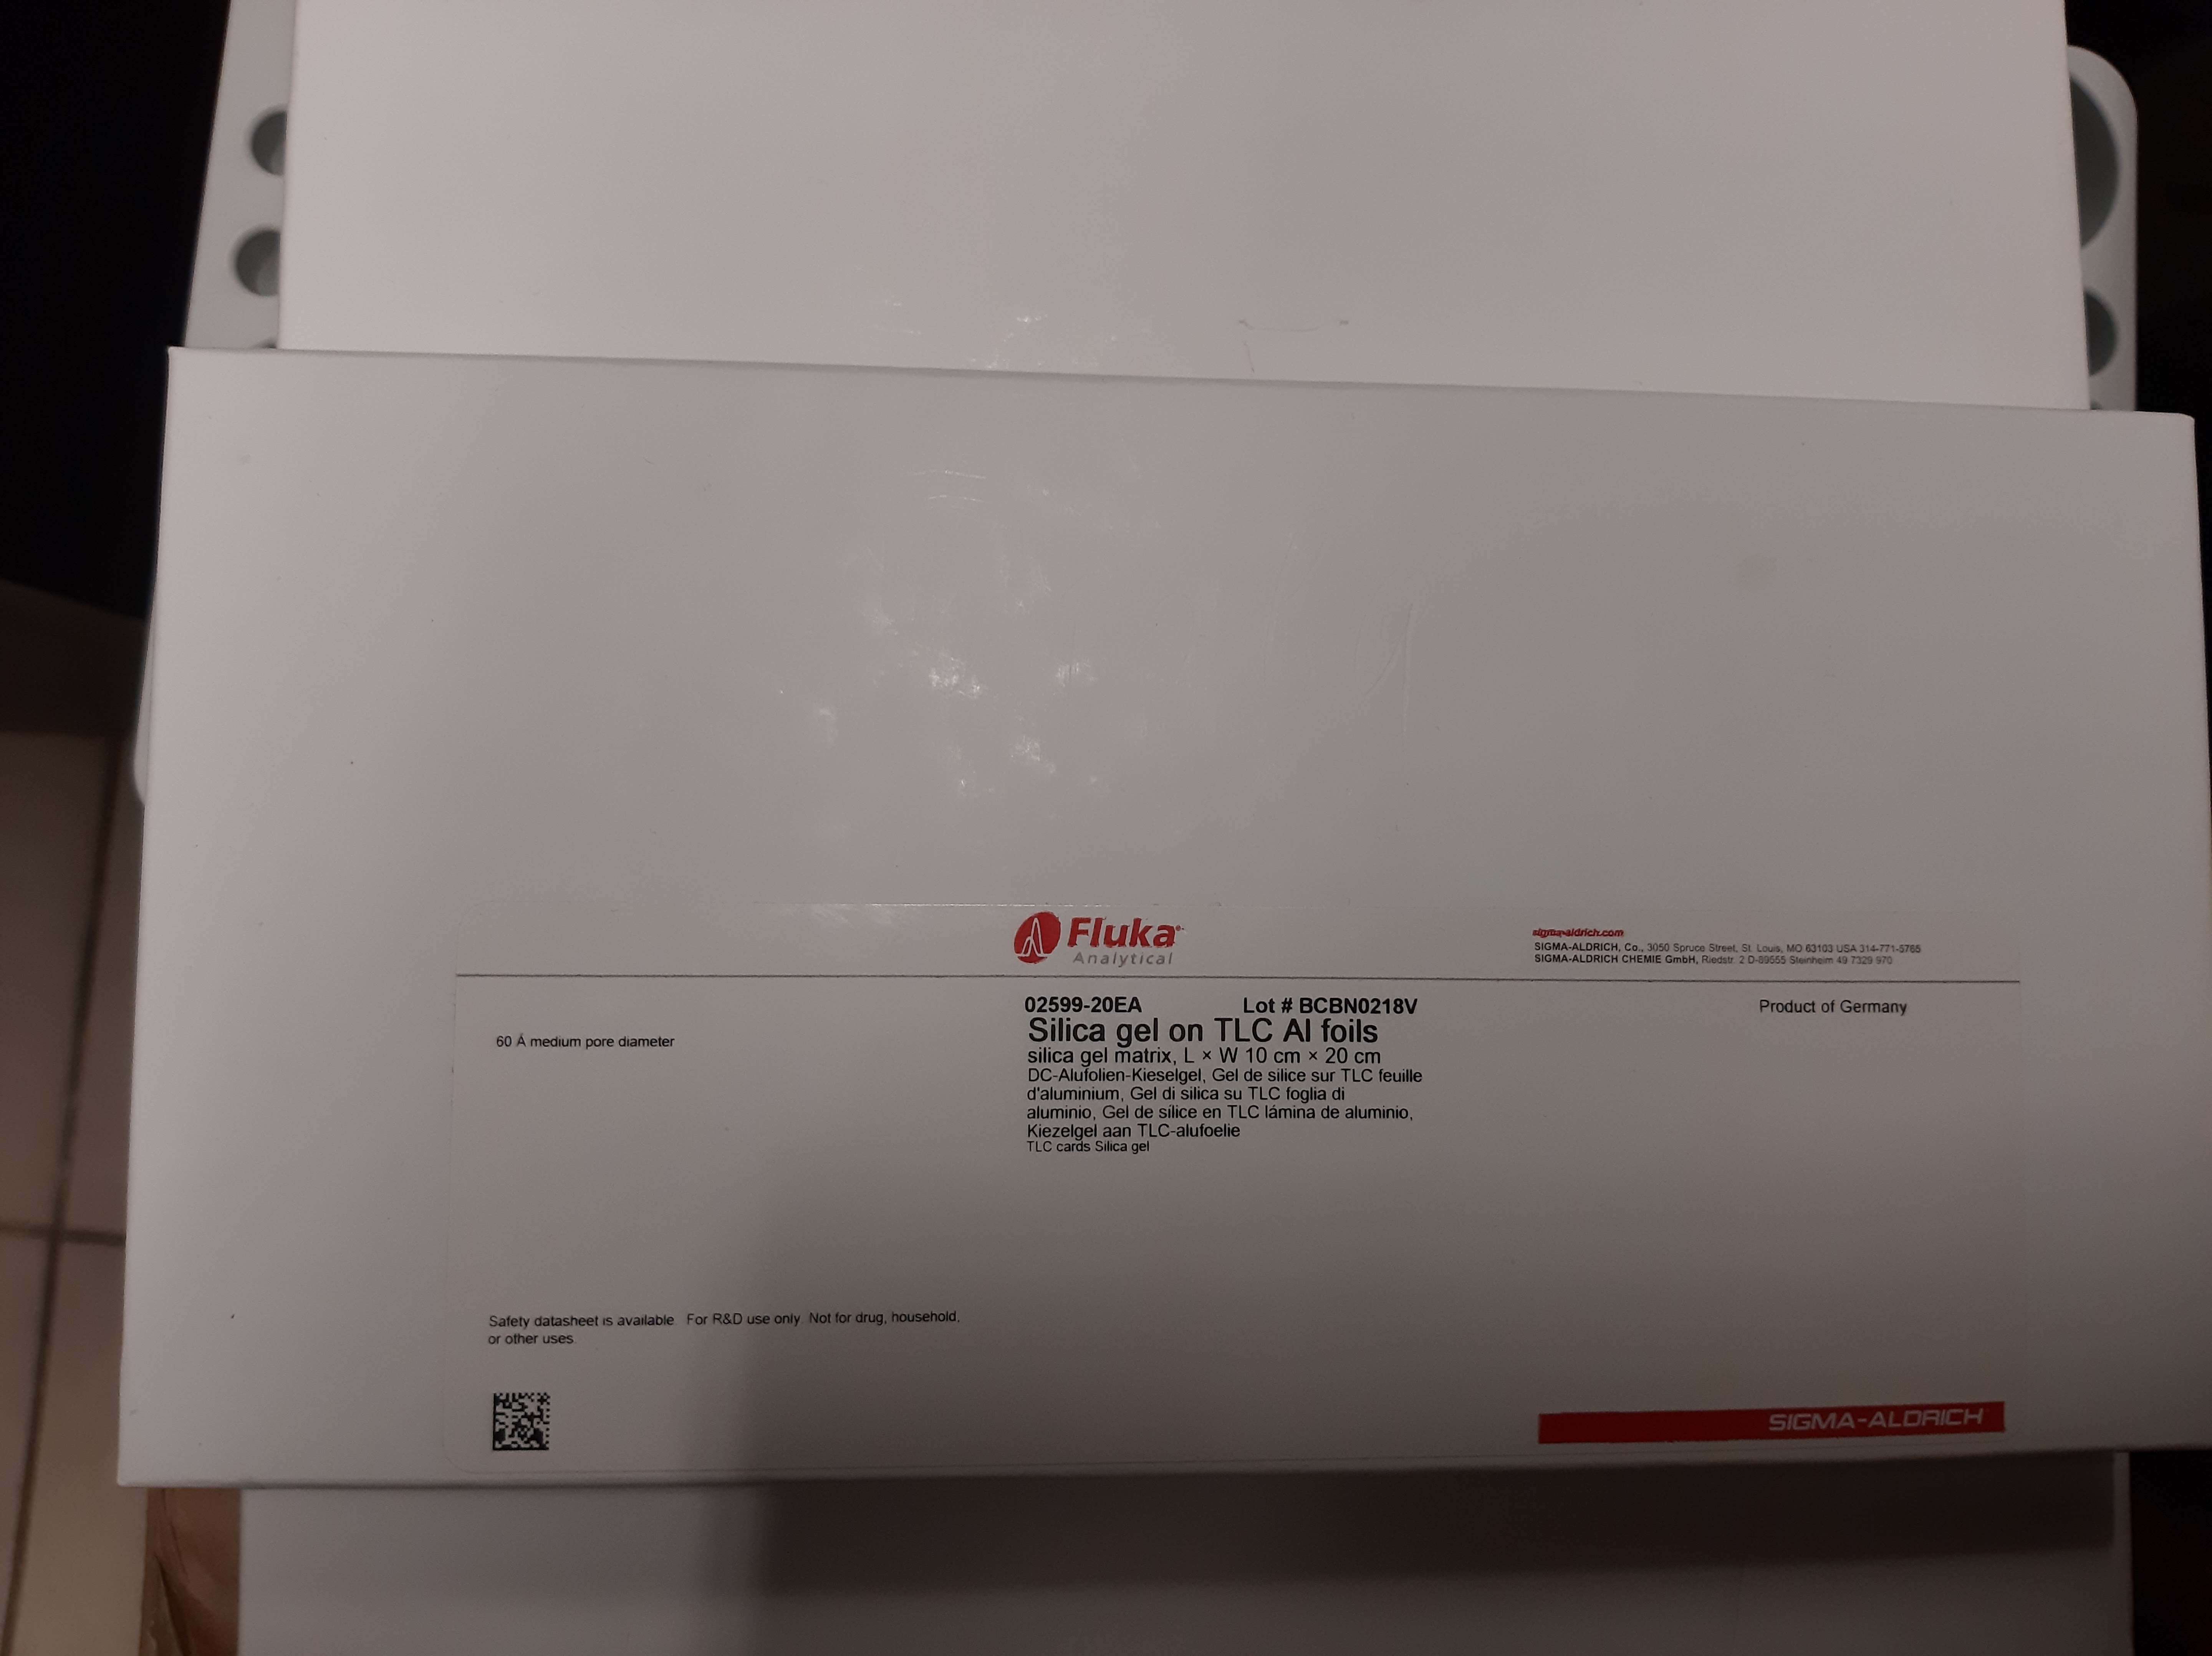 Fluka
Analytical
sigma-aldrich.com
SIGMA-ALDRICH, Co., 3050 Spruce Street, St. Louis, MO 63103 USA 314-771-5765
SIGMA-ALDRICH CHEMIE GmbH, Riedstr. 2 D-89555 Steinheim 49 7329 970
02599-20EA Lot # BCBN0218V
Product of Germany
Silica gel on TLC Al foils
60 Å medium pore diameter
silica gel matrix, L × W 10 cm × 20 cm
DC-Alufolien-Kieselgel, Gel de silice sur TLC feuille
d'aluminium, Gel di silica su TLC foglia di
aluminio, Gel de sílice en TLC lámina de aluminio,
Kiezelgel aan TLC-alufoelie
TLC cards Silica gel
Safety datasheet is available For R&D use only. Not for drug, household,
or other uses.
SIGMA-ALDRICH